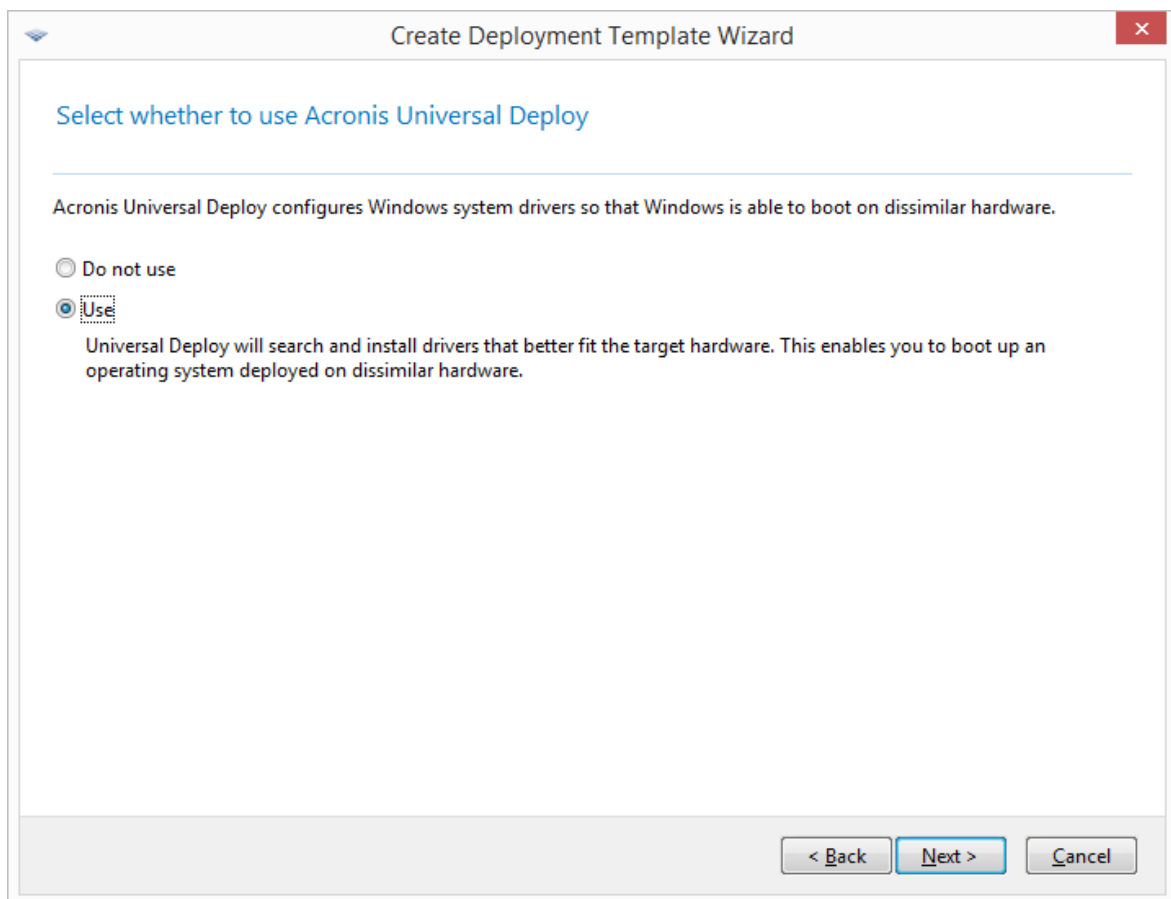 Create Deployment Template Wizard
Select whether to use Acronis Universal Deploy
Acronis Universal Deploy configures Windows system drivers so that Windows is able to boot on dissimilar hardware.
Do not use
Use
Universal Deploy will search and install drivers that better fit the target hardware. This enables you to boot up an
operating system deployed on dissimilar hardware.
< Back Next > Cancel